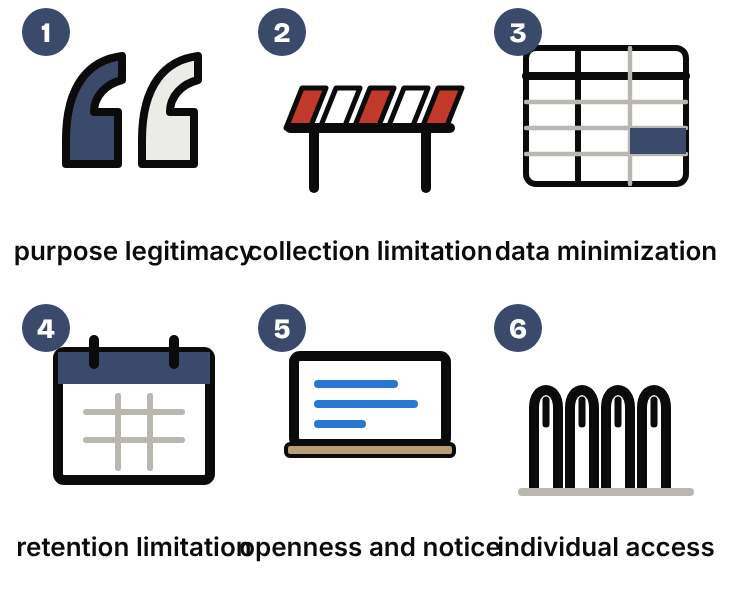 1
2
3
purpose legitimacy
collection limitation
data minimization
4
5
6
retention limitation
openness and notice
individual access